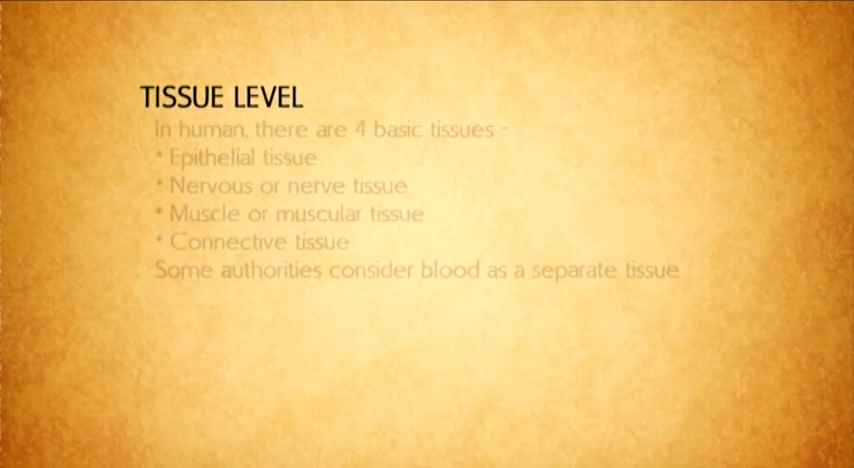 TISSUE LEVEL
In human, there are 4 basic tissues -
* Epithelial tissue
* Nervous or nerve tissue
* Muscle or muscular tissue
* Connective tissue
Some authorities consider blood as a separate tissue